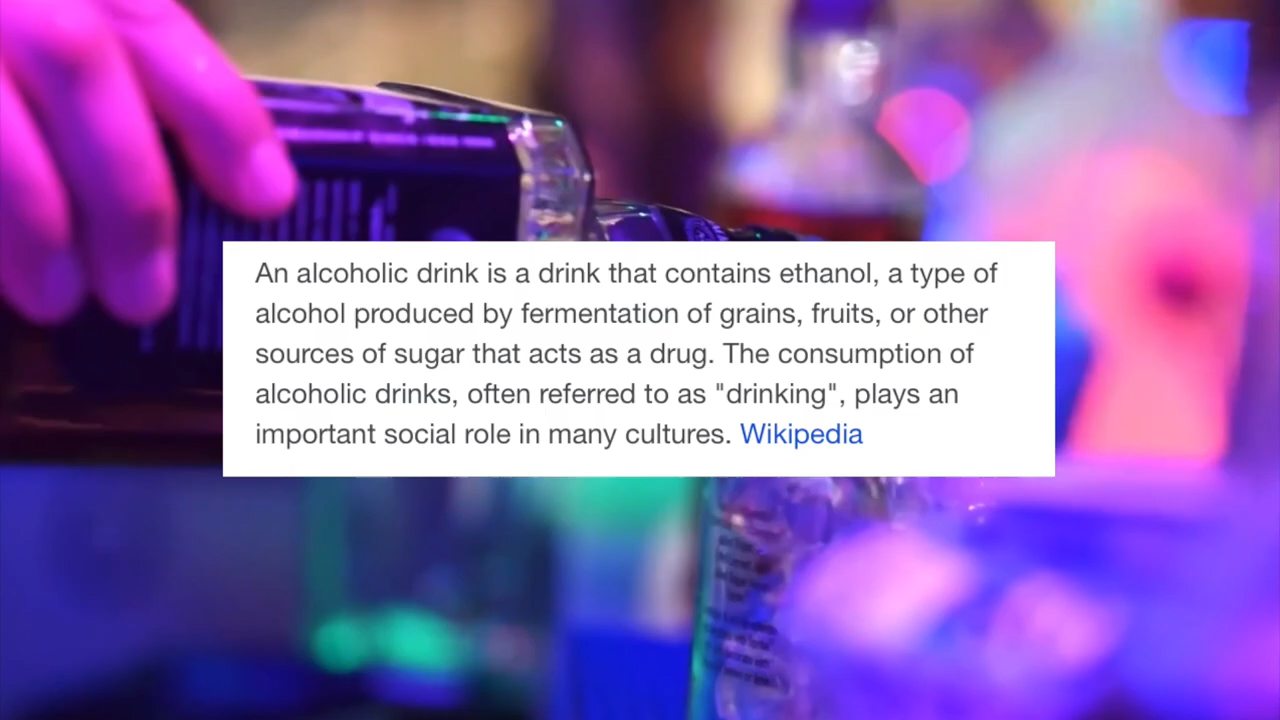 An alcoholic drink is a drink that contains ethanol, a type of
alcohol produced by fermentation of grains, fruits, or other
sources of sugar that acts as a drug. The consumption of
alcoholic drinks, often referred to as "drinking", plays an
important social role in many cultures. Wikipedia